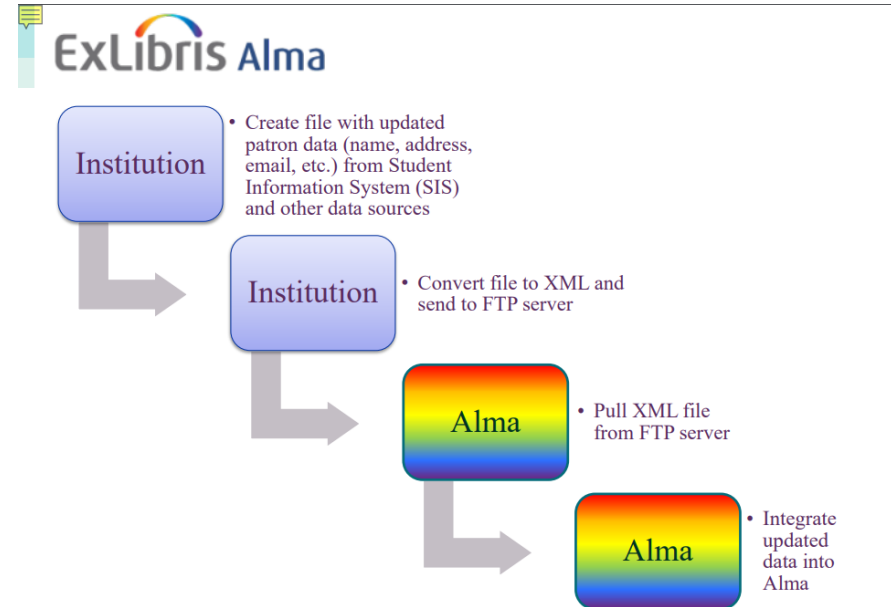 ExLibris Alma
Institution
• Create file with updated
patron data (name, address,
email, etc.) from Student
Information System (SIS)
and other data sources
Institution
• Convert file to XML and
send to FTP server
Alma
• Pull XML file
from FTP server
Alma
• Integrate
updated
data into
Alma